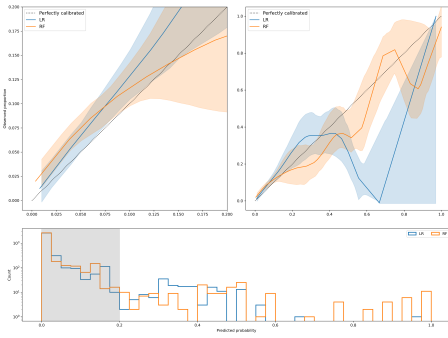 Perfectly calibrated
LR
RF
0.200
0.175
0.150
0.125
0.100
0.075
0.050
0.025
0.000
Observed proportion
0.000 0.025 0.050 0.075 0.100 0.125 0.150 0.175 0.200
Perfectly calibrated
LR
RF
1.0
0.8
0.6
0.4
0.2
0.0
0.0 0.2 0.4 0.6 0.8 1.0
LR RF
Count
0.0 0.2 0.4 0.6 0.8 1.0
Predicted probability